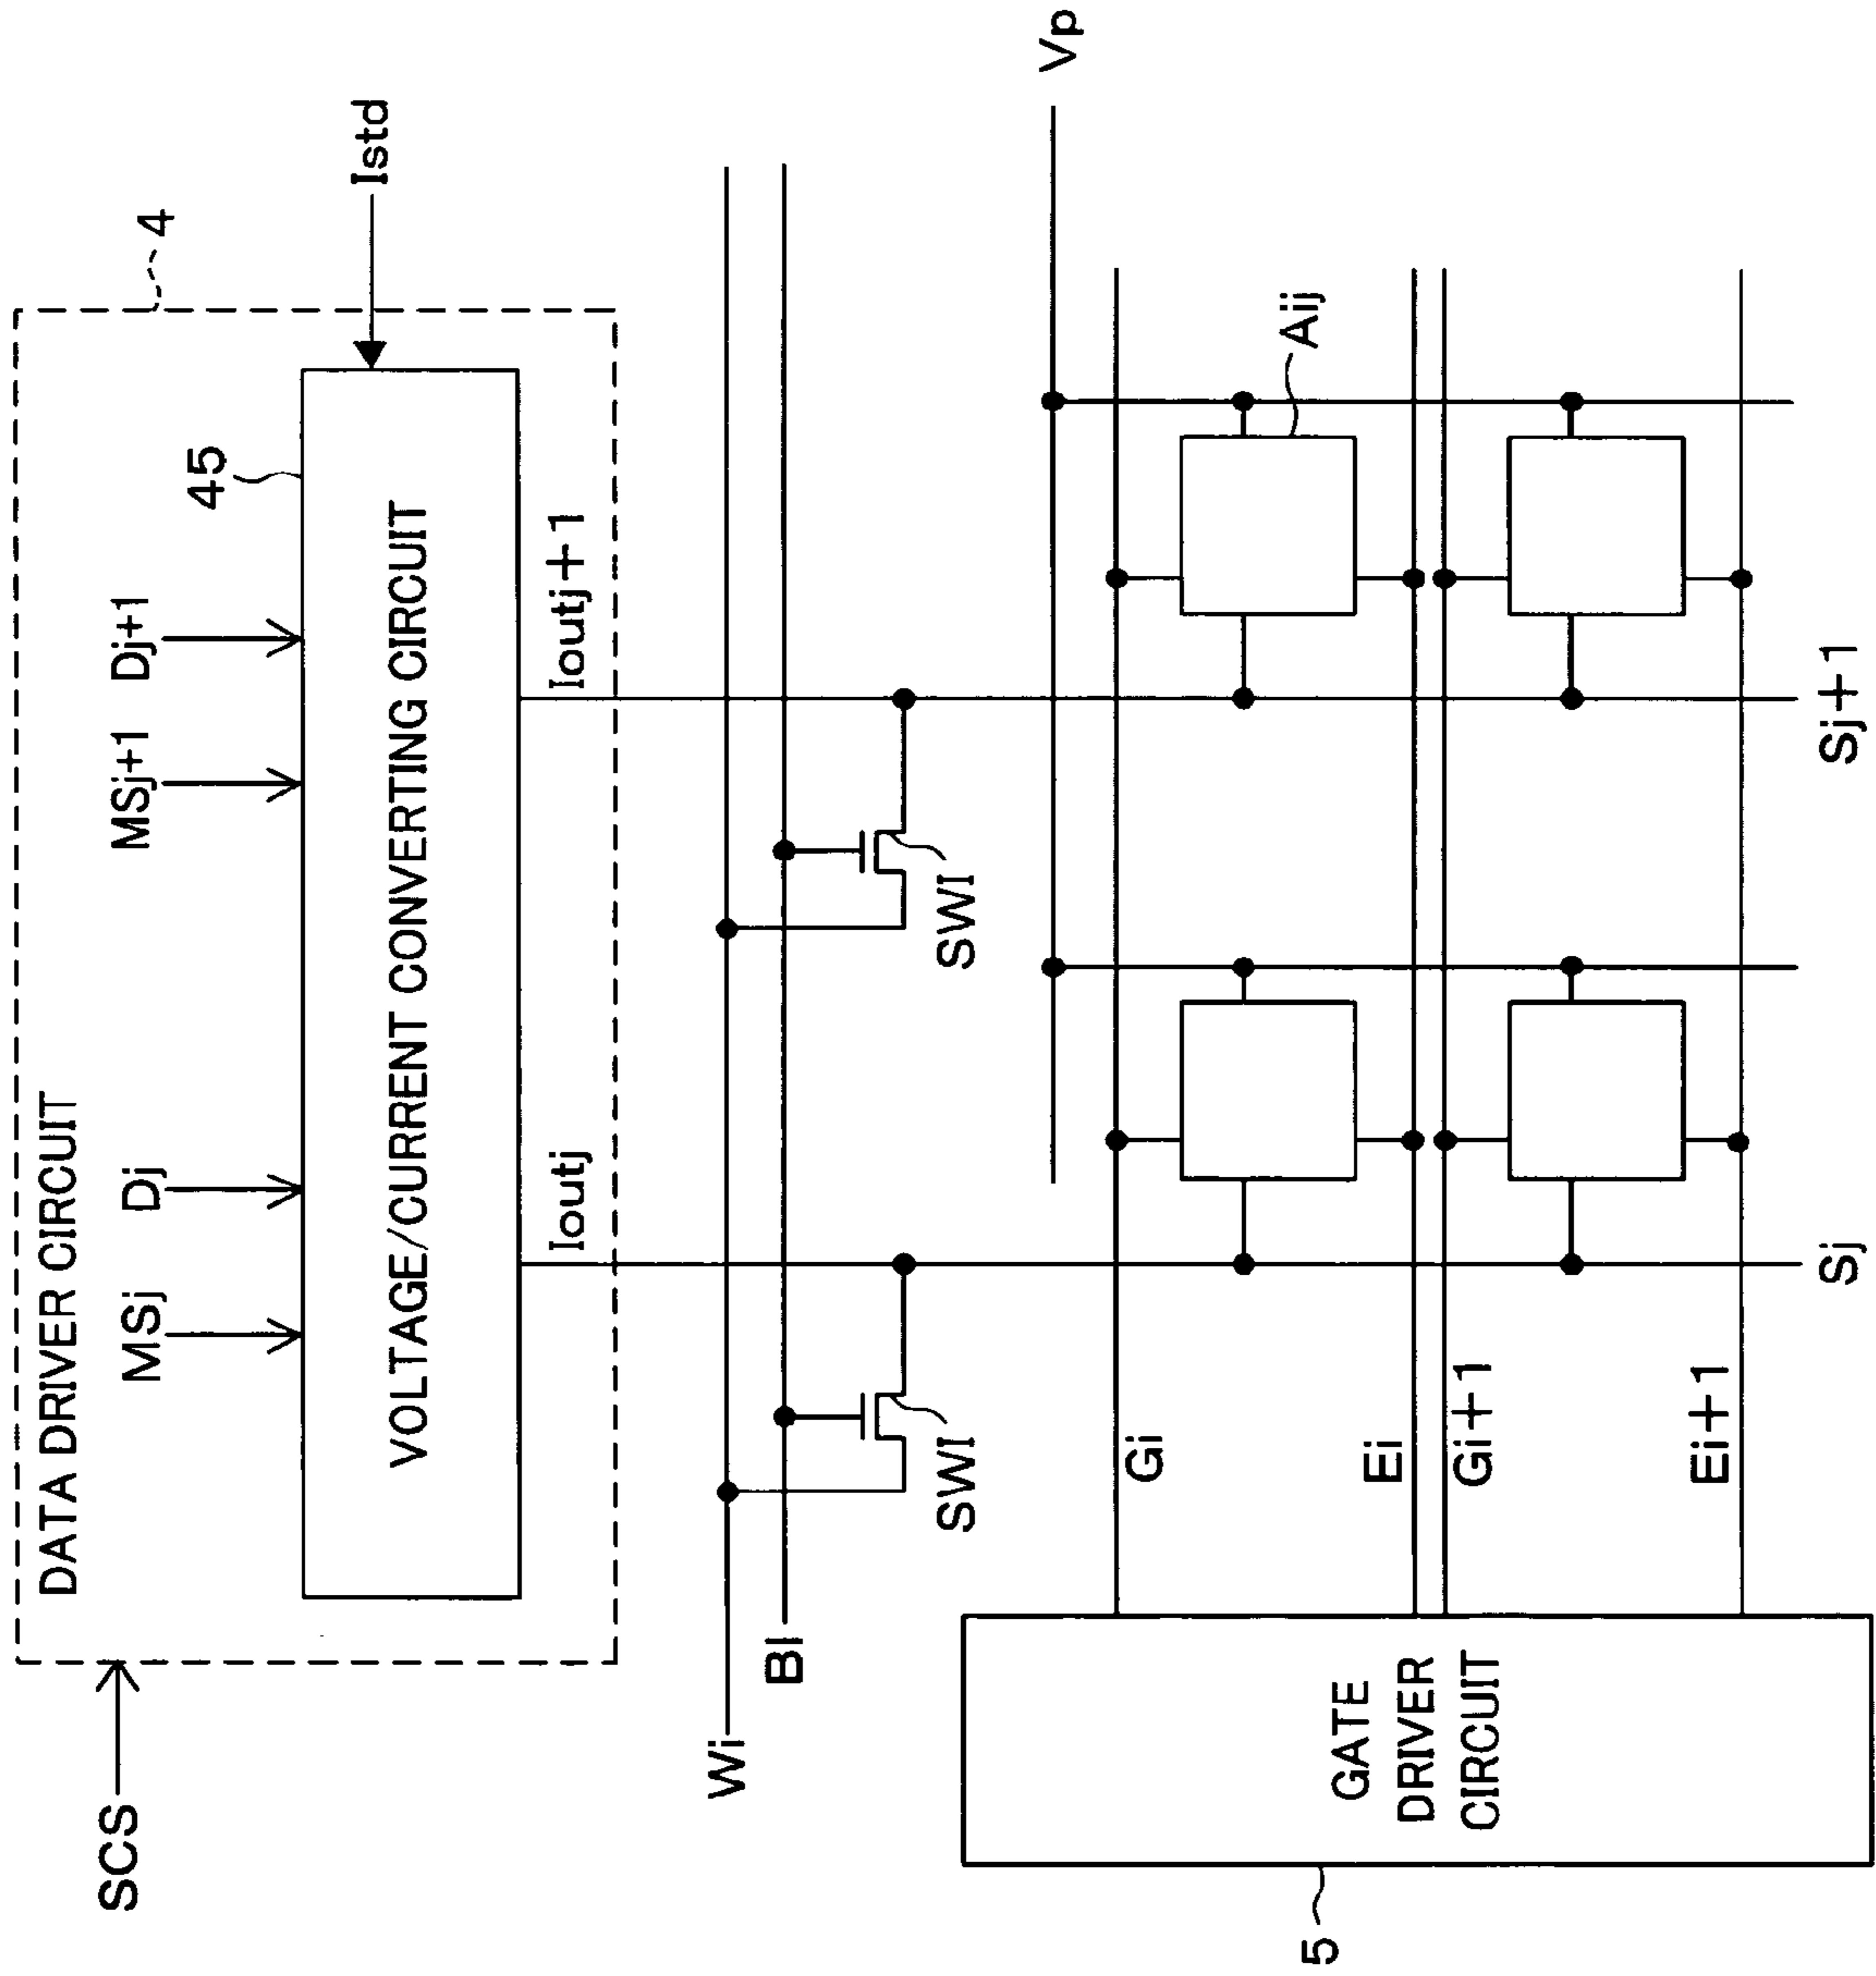 SCS
4
DATA DRIVER CIRCUIT
MSj
Dj
MSj+1
Dj+1
45
Istd
VOLTAGE/CURRENT CONVERTING CIRCUIT
Ioutj
Ioutj+1
Wi
BI
SWI
SWI
Vp
Gi
Aij
Ei
Gi+1
Ei+1
GATE
DRIVER
CIRCUIT
5
Sj
Sj+1